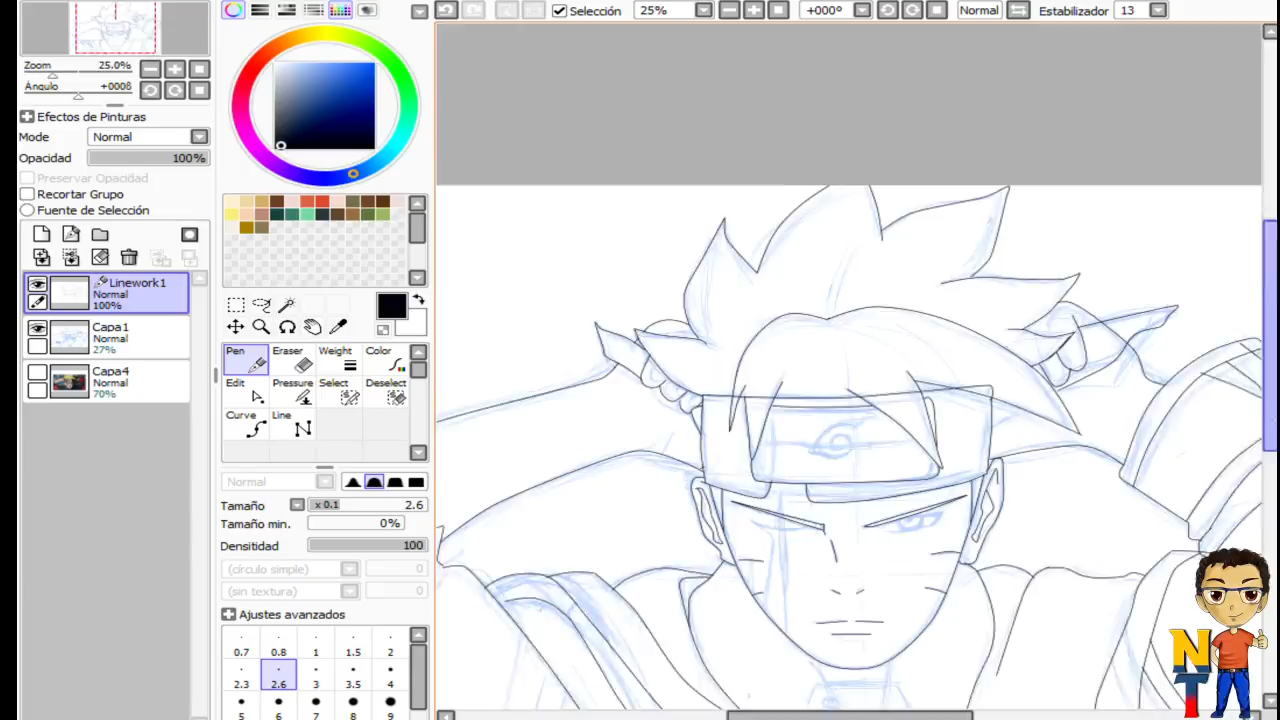 Selección 25% +000° Normal Estabilizador 13
Zoom 25.0%
Ángulo +0008
Efectos de Pinturas
Mode Normal
Opacidad 100%
Preservar Opacidad
Recortar Grupo
Fuente de Selección
Linework1
Normal
100%
Capa1
Normal
27%
Capa4
Normal
70%
Pen Eraser Weight Color
Edit Pressure Select Deselect
Curve Line
Normal
Tamaño x 0.1 2.6
Tamaño min. 0%
Densitidad 100
(círculo simple) 0
(sin textura) 0
Ajustes avanzados
0.7 0.8 1 1.5 2
2.3 2.6 3 3.5 4
5 6 7 8 9
N
T